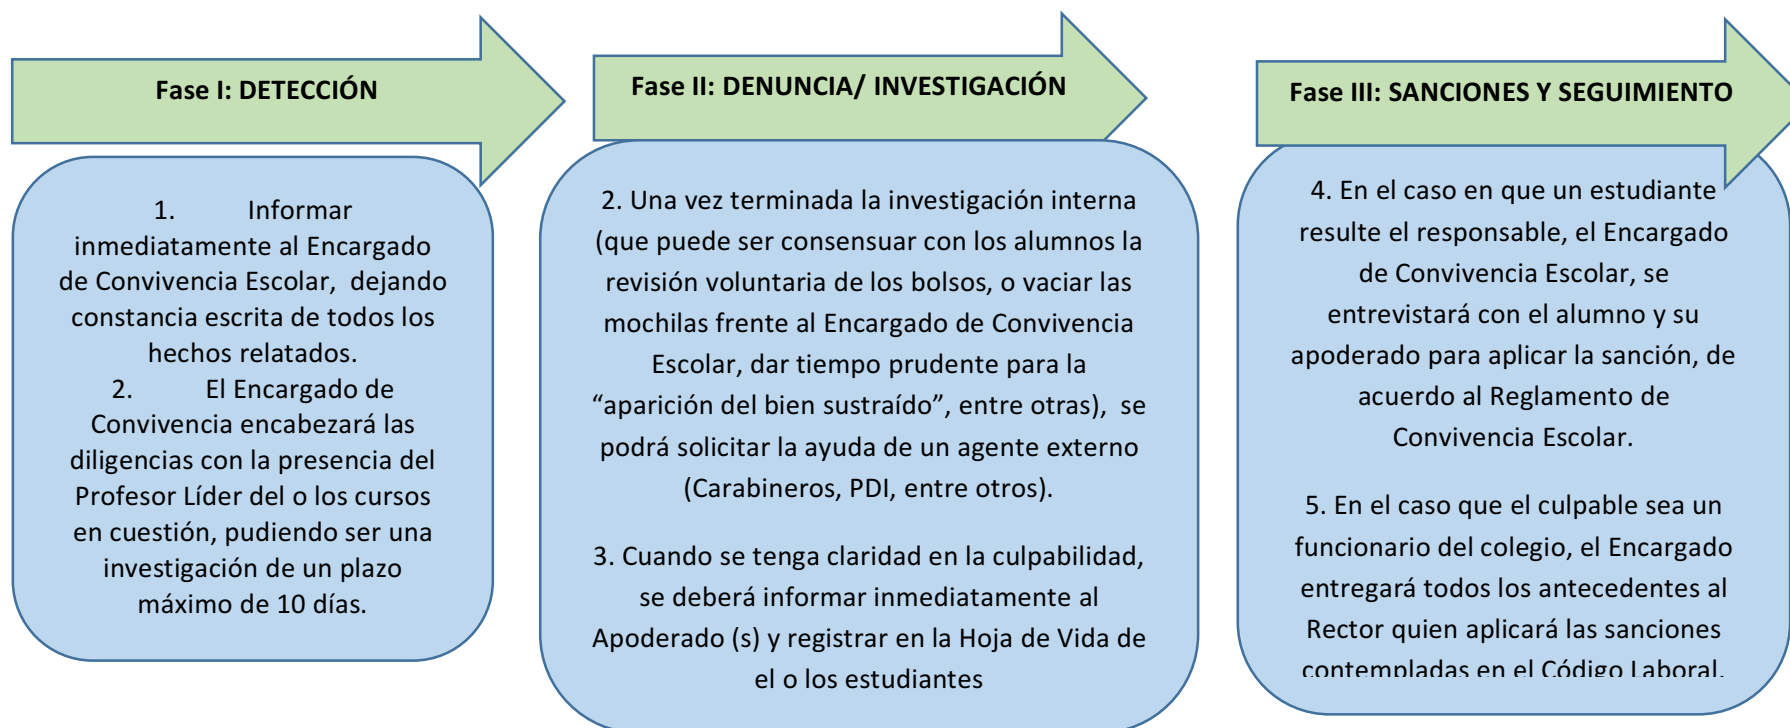 Fase I: DETECCIÓN
1. Informar
inmediatamente al Encargado
de Convivencia Escolar, dejando
constancia escrita de todos los
hechos relatados.
2. El Encargado de
Convivencia encabezará las
diligencias con la presencia del
Profesor Líder del o los cursos
en cuestión, pudiendo ser una
investigación de un plazo
máximo de 10 días.
Fase II: DENUNCIA/ INVESTIGACIÓN
2. Una vez terminada la investigación interna
(que puede ser consensuar con los alumnos la
revisión voluntaria de los bolsos, o vaciar las
mochilas frente al Encargado de Convivencia
Escolar, dar tiempo prudente para la
“aparición del bien sustraído”, entre otras), se
podrá solicitar la ayuda de un agente externo
(Carabineros, PDI, entre otros).
3. Cuando se tenga claridad en la culpabilidad,
se deberá informar inmediatamente al
Apoderado (s) y registrar en la Hoja de Vida de
el o los estudiantes
Fase III: SANCIONES Y SEGUIMIENTO
4. En el caso en que un estudiante
resulte el responsable, el Encargado
de Convivencia Escolar, se
entrevistará con el alumno y su
apoderado para aplicar la sanción, de
acuerdo al Reglamento de
Convivencia Escolar.
5. En el caso que el culpable sea un
funcionario del colegio, el Encargado
entregará todos los antecedentes al
Rector quien aplicará las sanciones
contempladas en el Código Laboral.